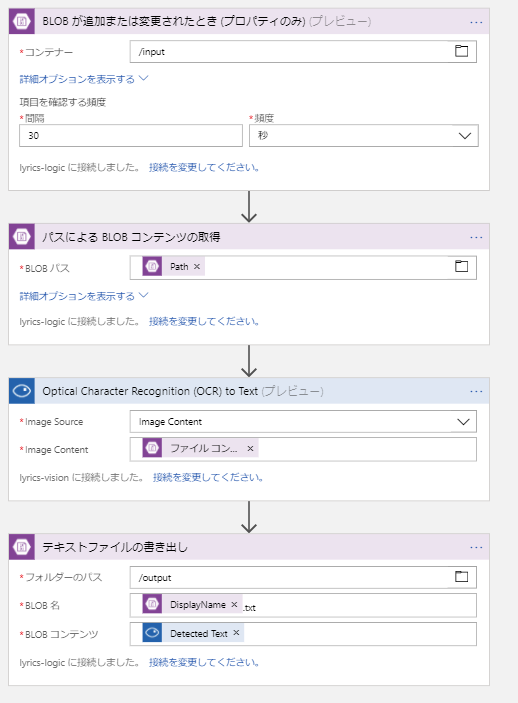 BLOB が追加または変更されたとき (プロパティのみ) (プレビュー) ...
*コンテナー /input
詳細オプションを表示する
項目を確認する頻度
*間隔 *頻度
30 秒
lyrics-logic に接続しました。 接続を変更してください。
パスによる BLOB コンテンツの取得 ...
*BLOB パス Path ×
詳細オプションを表示する
lyrics-logic に接続しました。 接続を変更してください。
Optical Character Recognition (OCR) to Text (プレビュー) ...
*Image Source Image Content
*Image Content ファイル コン... ×
lyrics-vision に接続しました。 接続を変更してください。
テキストファイルの書き出し ...
*フォルダーのパス /output
*BLOB 名 DisplayName × .txt
*BLOB コンテンツ Detected Text ×
lyrics-logic に接続しました。 接続を変更してください。